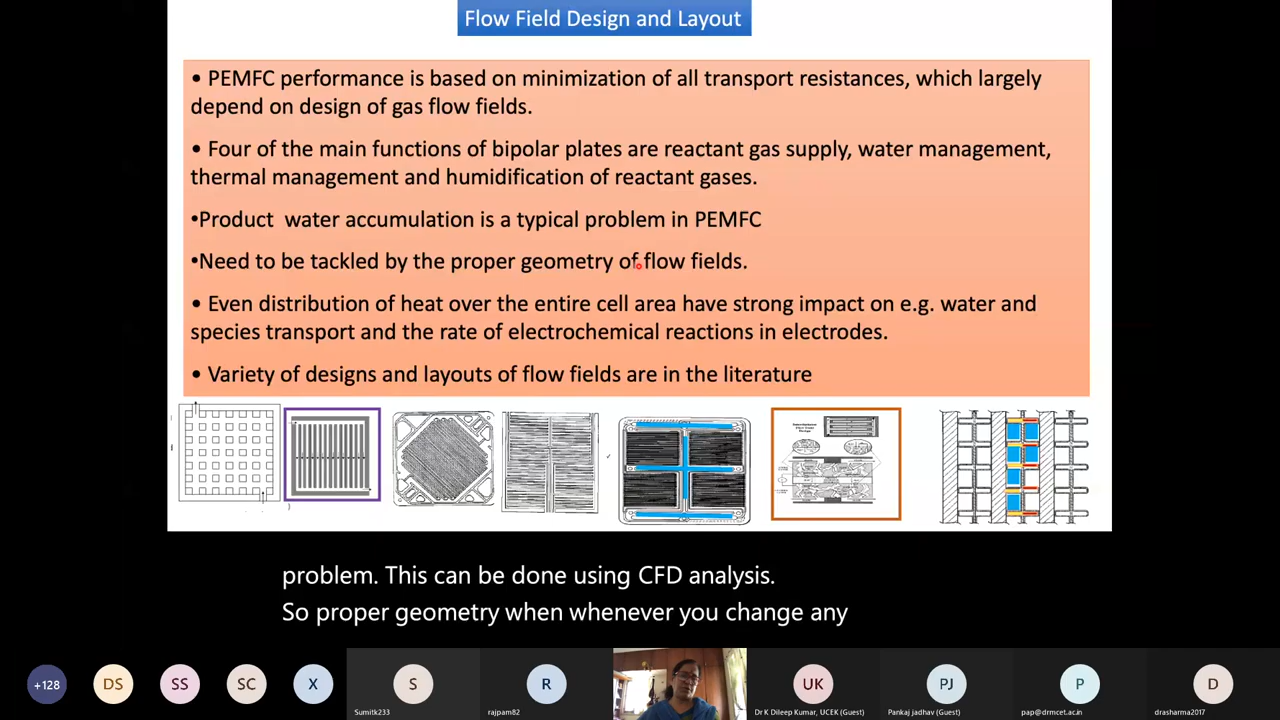 Flow Field Design and Layout
• PEMFC performance is based on minimization of all transport resistances, which largely
depend on design of gas flow fields.
• Four of the main functions of bipolar plates are reactant gas supply, water management,
thermal management and humidification of reactant gases.
•Product water accumulation is a typical problem in PEMFC
•Need to be tackled by the proper geometry of flow fields.
• Even distribution of heat over the entire cell area have strong impact on e.g. water and
species transport and the rate of electrochemical reactions in electrodes.
• Variety of designs and layouts of flow fields are in the literature
problem. This can be done using CFD analysis.
So proper geometry when whenever you change any
+128
DS
SS
SC
X
S
R
UK
PJ
P
D
Sumitk233
rajpam82
Dr K Dileep Kumar, UCEK (Guest)
Pankaj jadhav (Guest)
pap@drmcet.ac.in
drasharma2017